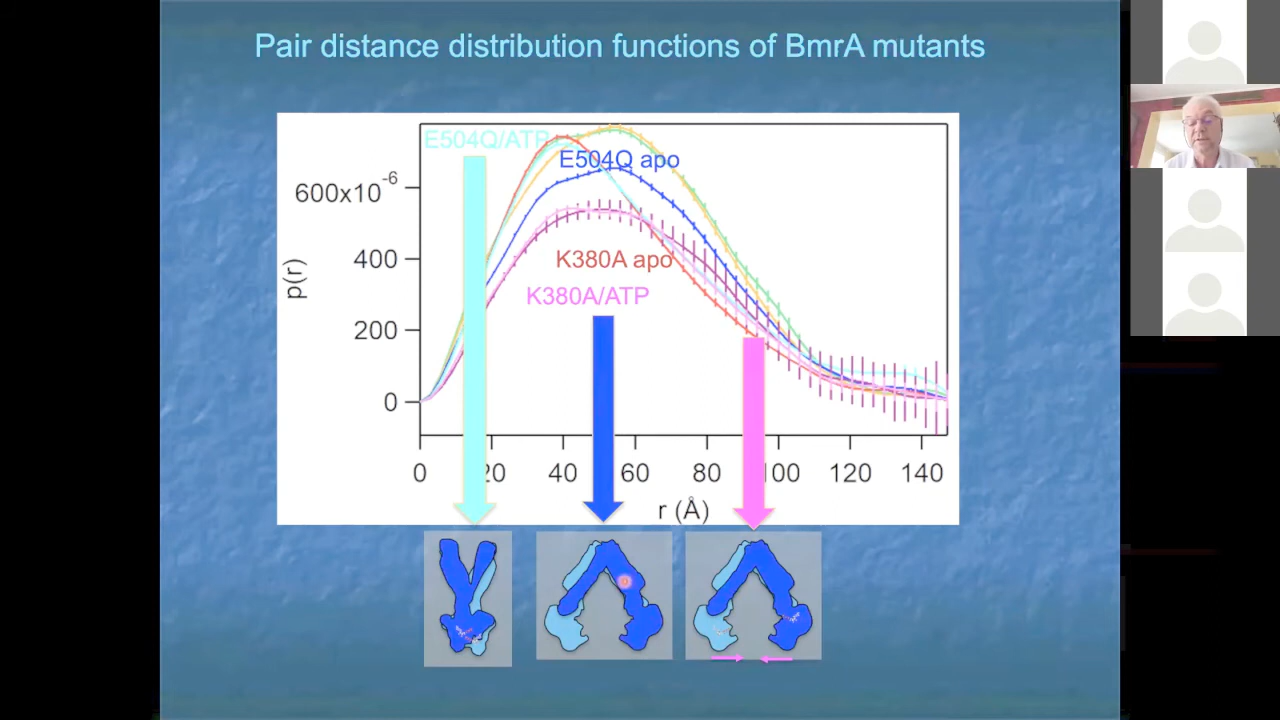 Pair distance distribution functions of BmrA mutants
E504Q/ATP
E504Q apo
K380A apo
K380A/ATP
p(r)
600x10-6
400
200
0
0 20 40 60 80 100 120 140
r (Å)